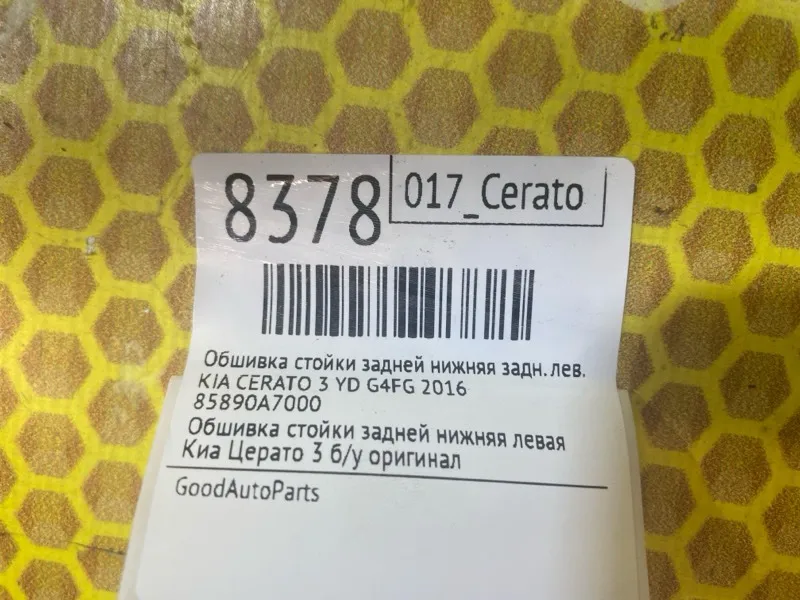 8378
017_Cerato
Обшивка стойки задней нижняя задн.лев.
KIA CERATO 3 YD G4FG 2016
85890A7000
Обшивка стойки задней нижняя левая
Киа Церато 3 б/у оригинал
GoodAutoParts